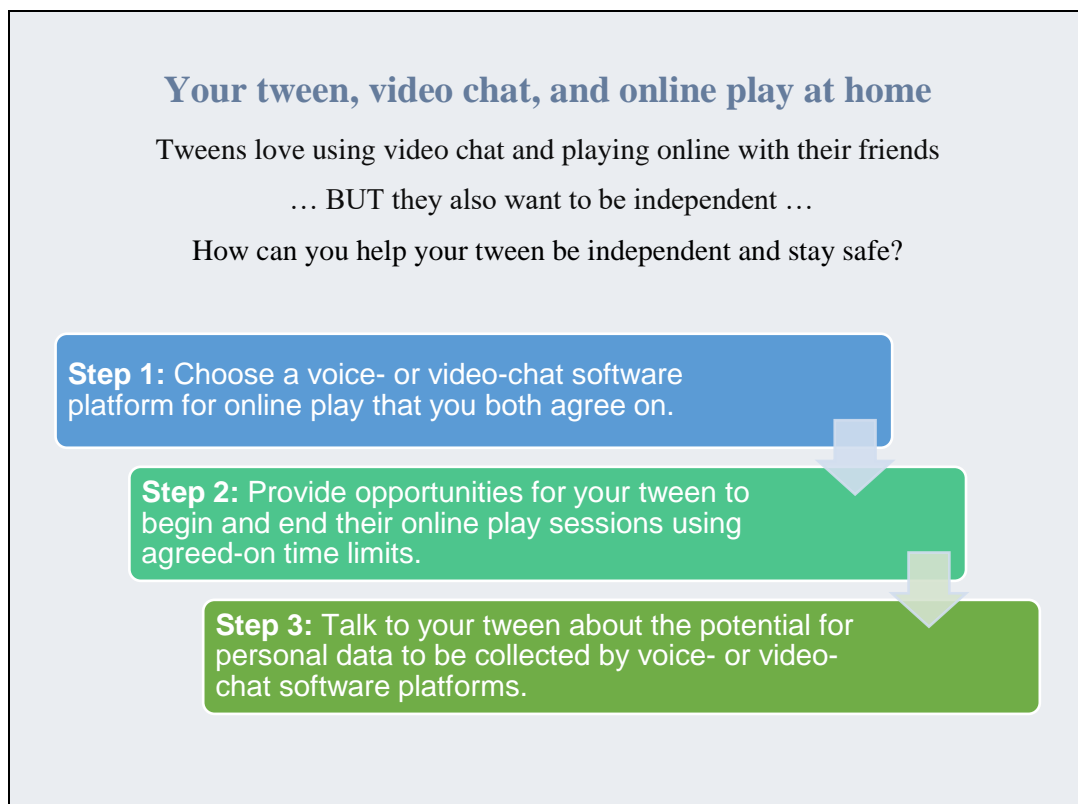 Your tween, video chat, and online play at home
Tweens love using video chat and playing online with their friends
… BUT they also want to be independent …
How can you help your tween be independent and stay safe?
Step 1: Choose a voice- or video-chat software
platform for online play that you both agree on.
Step 2: Provide opportunities for your tween to
begin and end their online play sessions using
agreed-on time limits.
Step 3: Talk to your tween about the potential for
personal data to be collected by voice- or video-
chat software platforms.